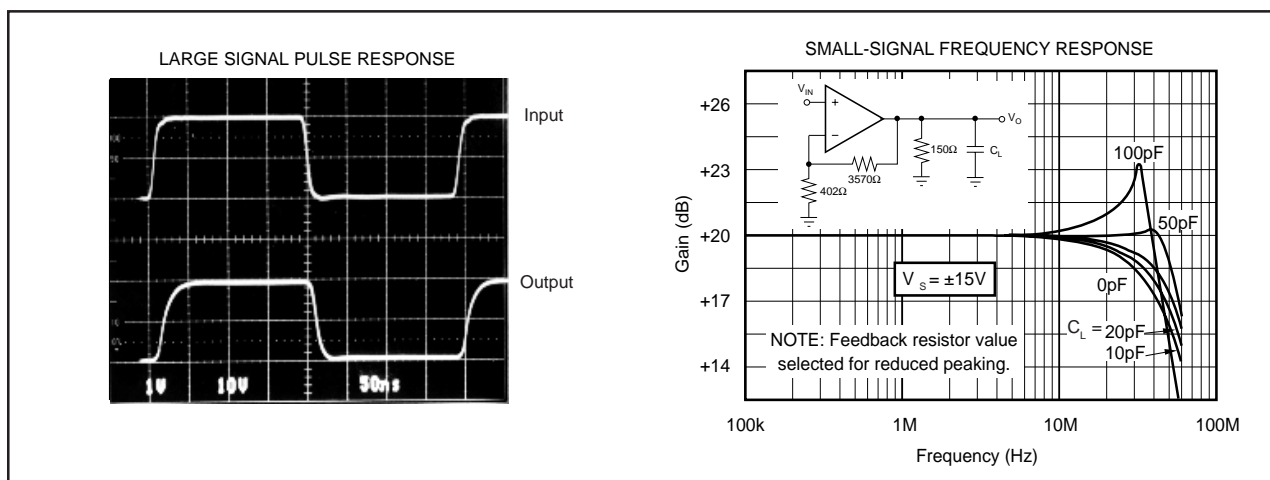 LARGE SIGNAL PULSE RESPONSE
Input
Output
1V 10V 50ns
SMALL-SIGNAL FREQUENCY RESPONSE
Gain (dB)
+26
+23
+20
+17
+14
V_IN
+
–
V_O
150Ω
C_L
3570Ω
402Ω
100pF
50pF
0pF
V_S = ±15V
C_L = 20pF
10pF
NOTE: Feedback resistor value
selected for reduced peaking.
100k 1M 10M 100M
Frequency (Hz)